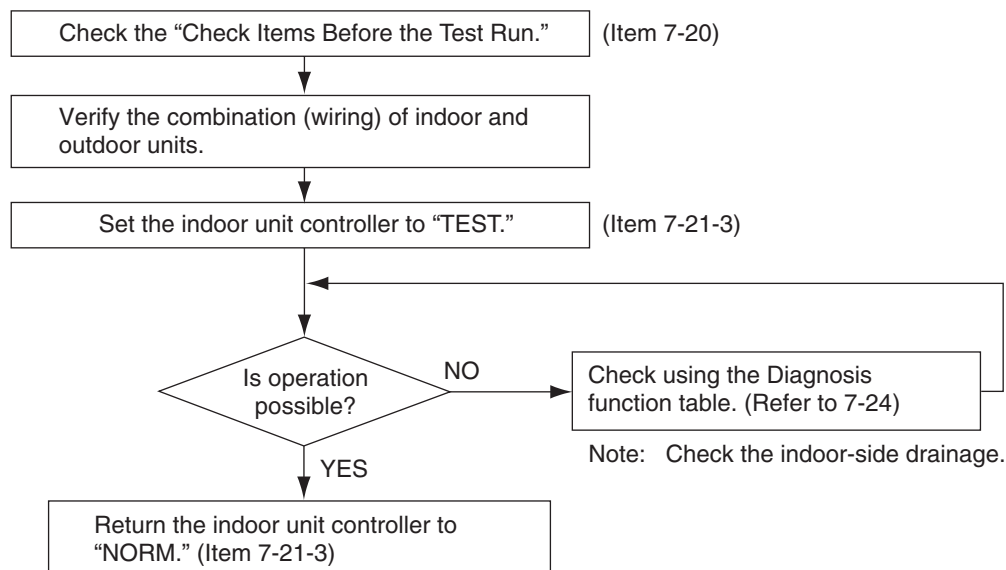 Check the “Check Items Before the Test Run.”
(Item 7-20)
Verify the combination (wiring) of indoor and
outdoor units.
Set the indoor unit controller to “TEST.”
(Item 7-21-3)
Is operation
possible?
NO
Check using the Diagnosis
function table. (Refer to 7-24)
Note: Check the indoor-side drainage.
YES
Return the indoor unit controller to
“NORM.” (Item 7-21-3)